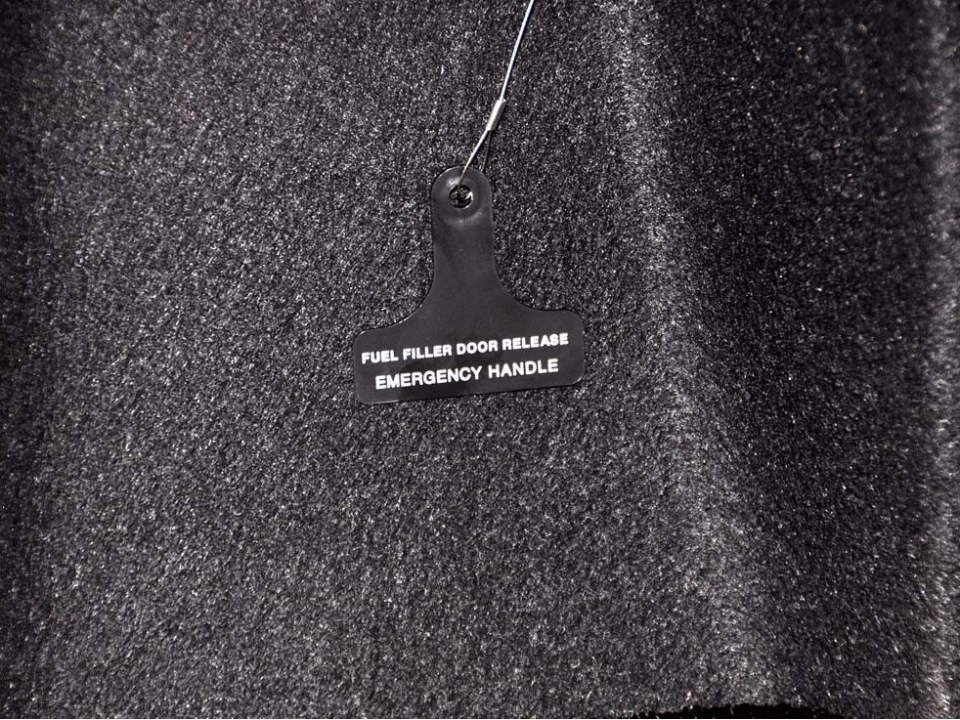 FUEL FILLER DOOR RELEASE
EMERGENCY HANDLE